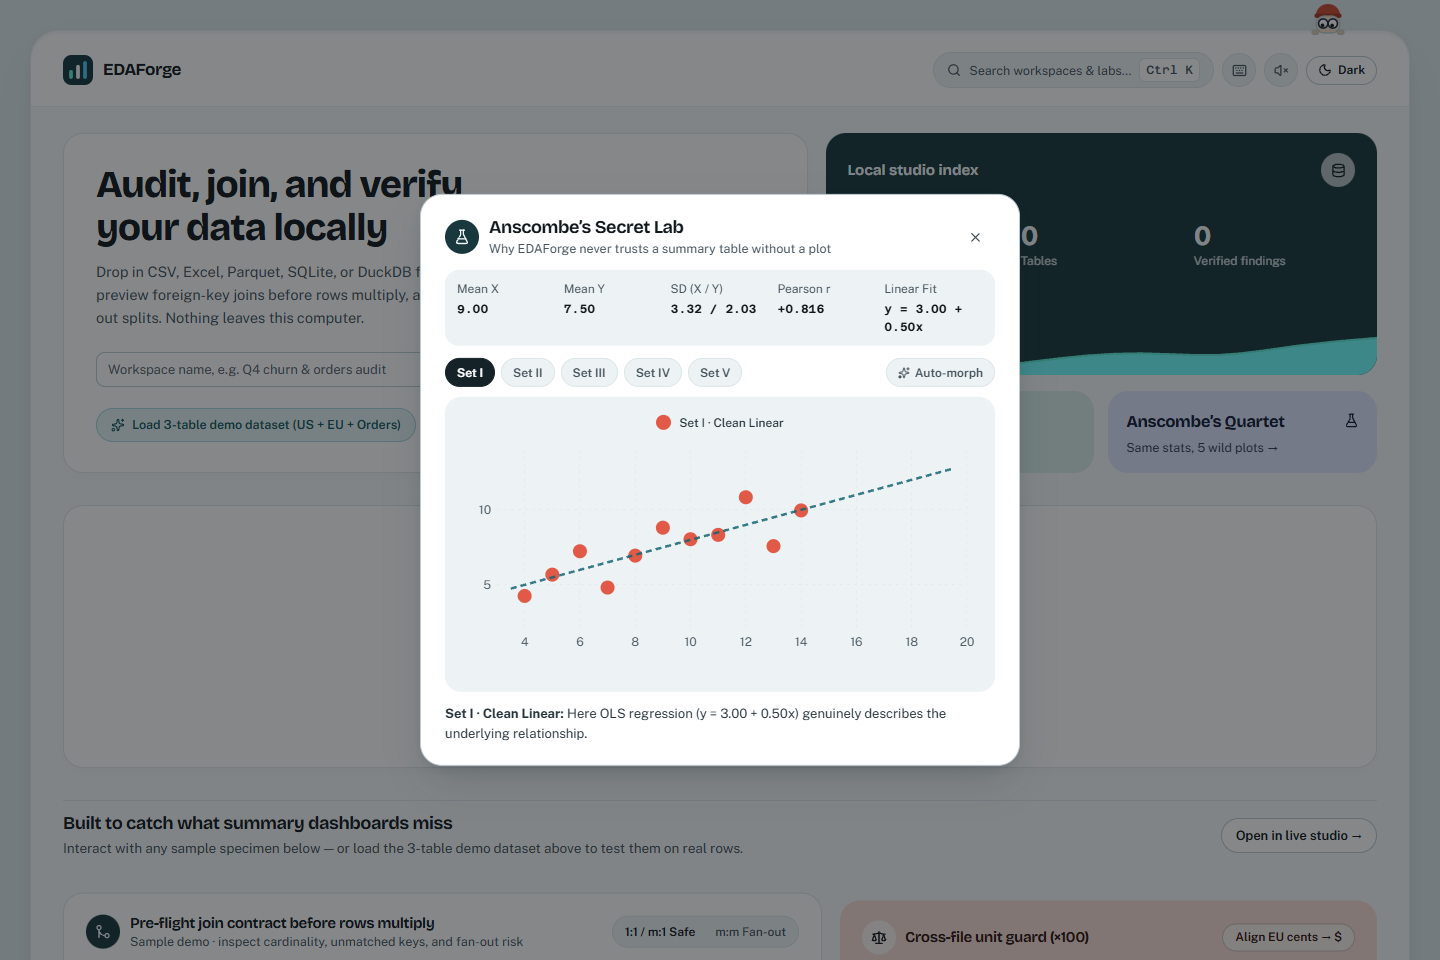 EDAForge
Search workspaces & labs...
Ctrl K
Dark
Audit, join, and verify
your data locally
Drop in CSV, Excel, Parquet, SQLite, or DuckDB
preview foreign-key joins before rows multiply,
out splits. Nothing leaves this computer.
Workspace name, e.g. Q4 churn & orders audit
Load 3-table demo dataset (US + EU + Orders)
Local studio index
0
Tables
0
Verified findings
Anscombe's Quartet
Same stats, 5 wild plots →
Anscombe's Secret Lab
Why EDAForge never trusts a summary table without a plot
×
Mean X
9.00
Mean Y
7.50
SD (X / Y)
3.32 / 2.03
Pearson r
+0.816
Linear Fit
y = 3.00 +
0.50x
Set I
Set II
Set III
Set IV
Set V
Auto-morph
Set I · Clean Linear
10
5
4
6
8
10
12
14
16
18
20
Set I · Clean Linear: Here OLS regression (y = 3.00 + 0.50x) genuinely describes the
underlying relationship.
Built to catch what summary dashboards miss
Interact with any sample specimen below — or load the 3-table demo dataset above to test them on real rows.
Open in live studio →
Pre-flight join contract before rows multiply
Sample demo · inspect cardinality, unmatched keys, and fan-out risk
1:1 / m:1 Safe
m:m Fan-out
Cross-file unit guard (×100)
Align EU cents → $